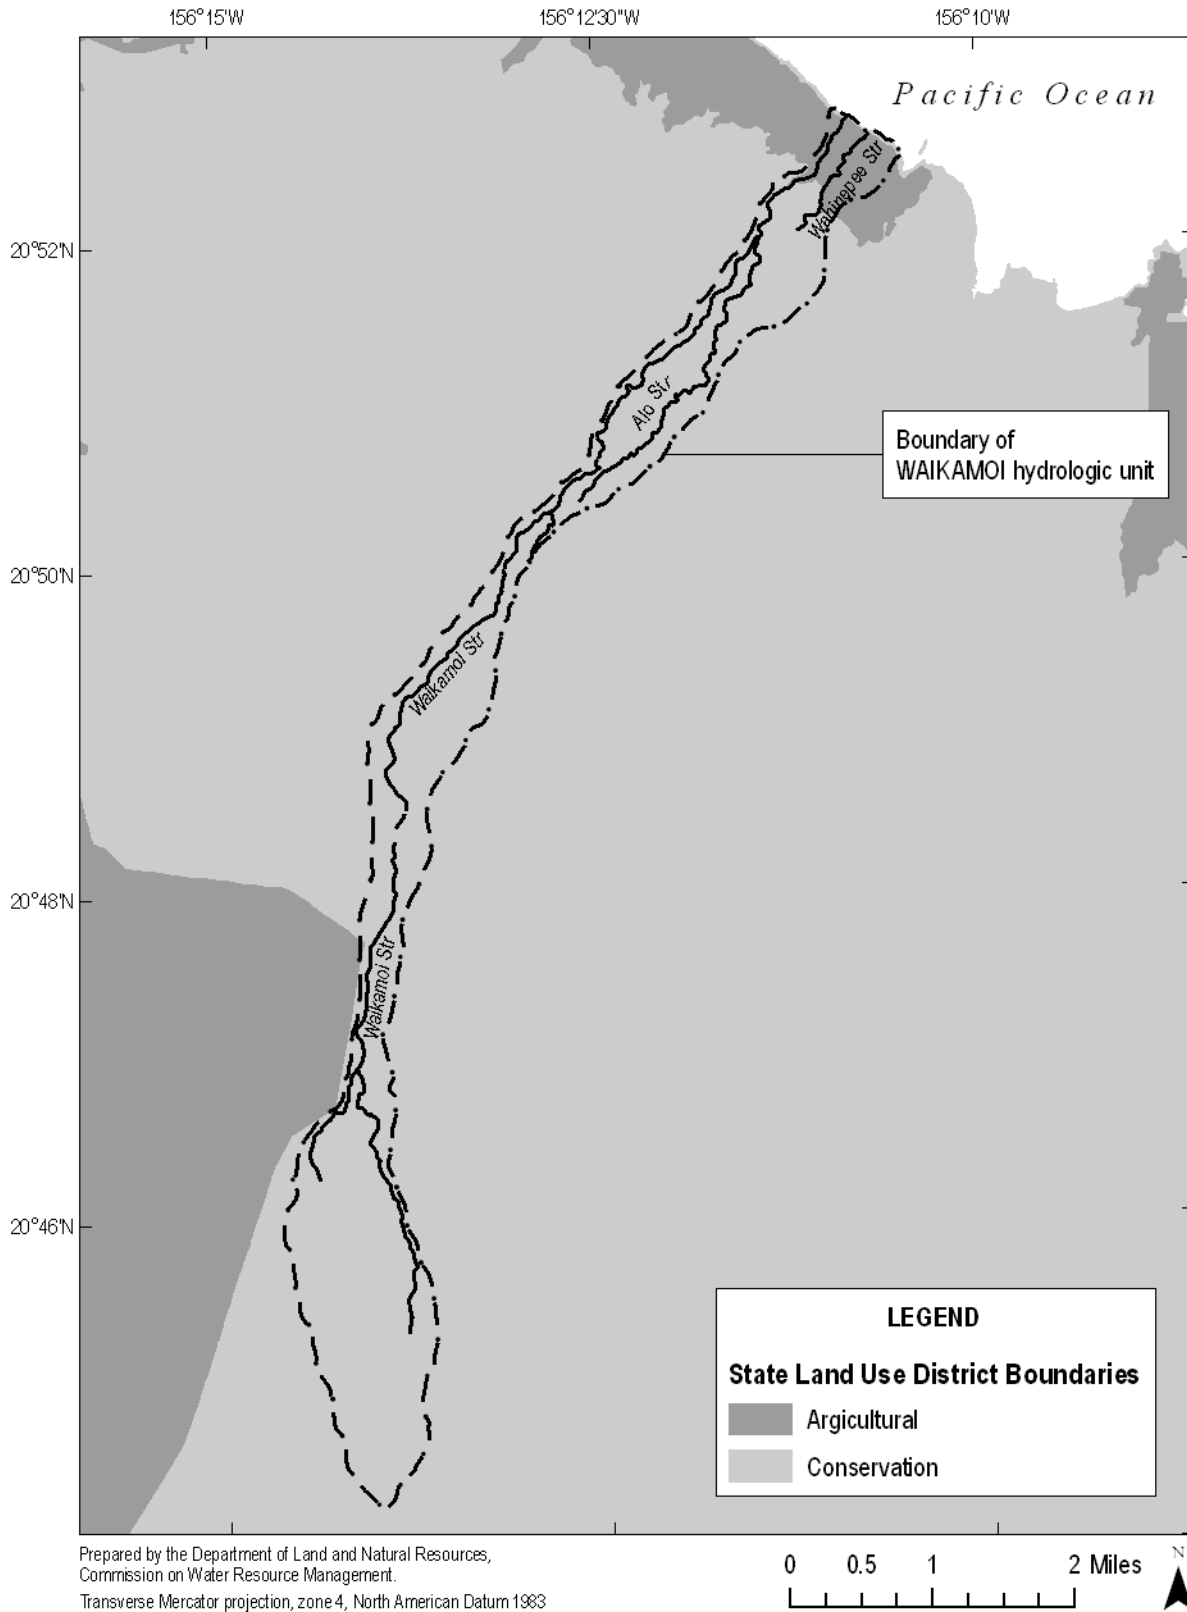 156°15'W 156°12'30"W 156°10'W
Pacific Ocean
Wahinepee Str
20°52'N
Alo Str
Boundary of
WAIKAMOI hydrologic unit
20°50'N
Waikamoi Str
20°48'N
Waikamoi Str
20°46'N
LEGEND
State Land Use District Boundaries
Argicultural
Conservation
Prepared by the Department of Land and Natural Resources,
Commission on Water Resource Management.
Transverse Mercator projection, zone 4, North American Datum 1983
0 0.5 1 2 Miles
N